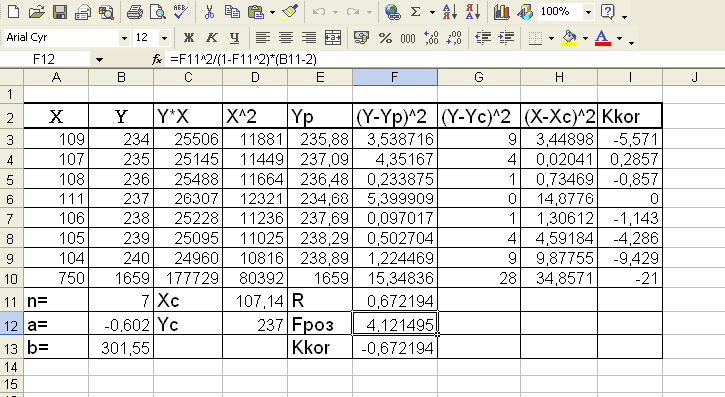 100%
Arial Cyr 12 Ж К Ч % 000
F12 fx =F11^2/(1-F11^2)*(B11-2)
A B C D E F G H I J
1
2 X Y Y*X X^2 Yp (Y-Yp)^2 (Y-Yc)^2 (X-Xc)^2 Kkor
3 109 234 25506 11881 235,88 3,538716 9 3,44898 -5,571
4 107 235 25145 11449 237,09 4,35167 4 0,02041 0,2857
5 108 236 25488 11664 236,48 0,233875 1 0,73469 -0,857
6 111 237 26307 12321 234,68 5,399909 0 14,8776 0
7 106 238 25228 11236 237,69 0,097017 1 1,30612 -1,143
8 105 239 25095 11025 238,29 0,502704 4 4,59184 -4,286
9 104 240 24960 10816 238,89 1,224469 9 9,87755 -9,429
10 750 1659 177729 80392 1659 15,34836 28 34,8571 -21
11 n= 7 Xc 107,14 R 0,672194
12 a= -0,602 Yc 237 Fроз 4,121495
13 b= 301,55 Kkor -0,672194
14
15